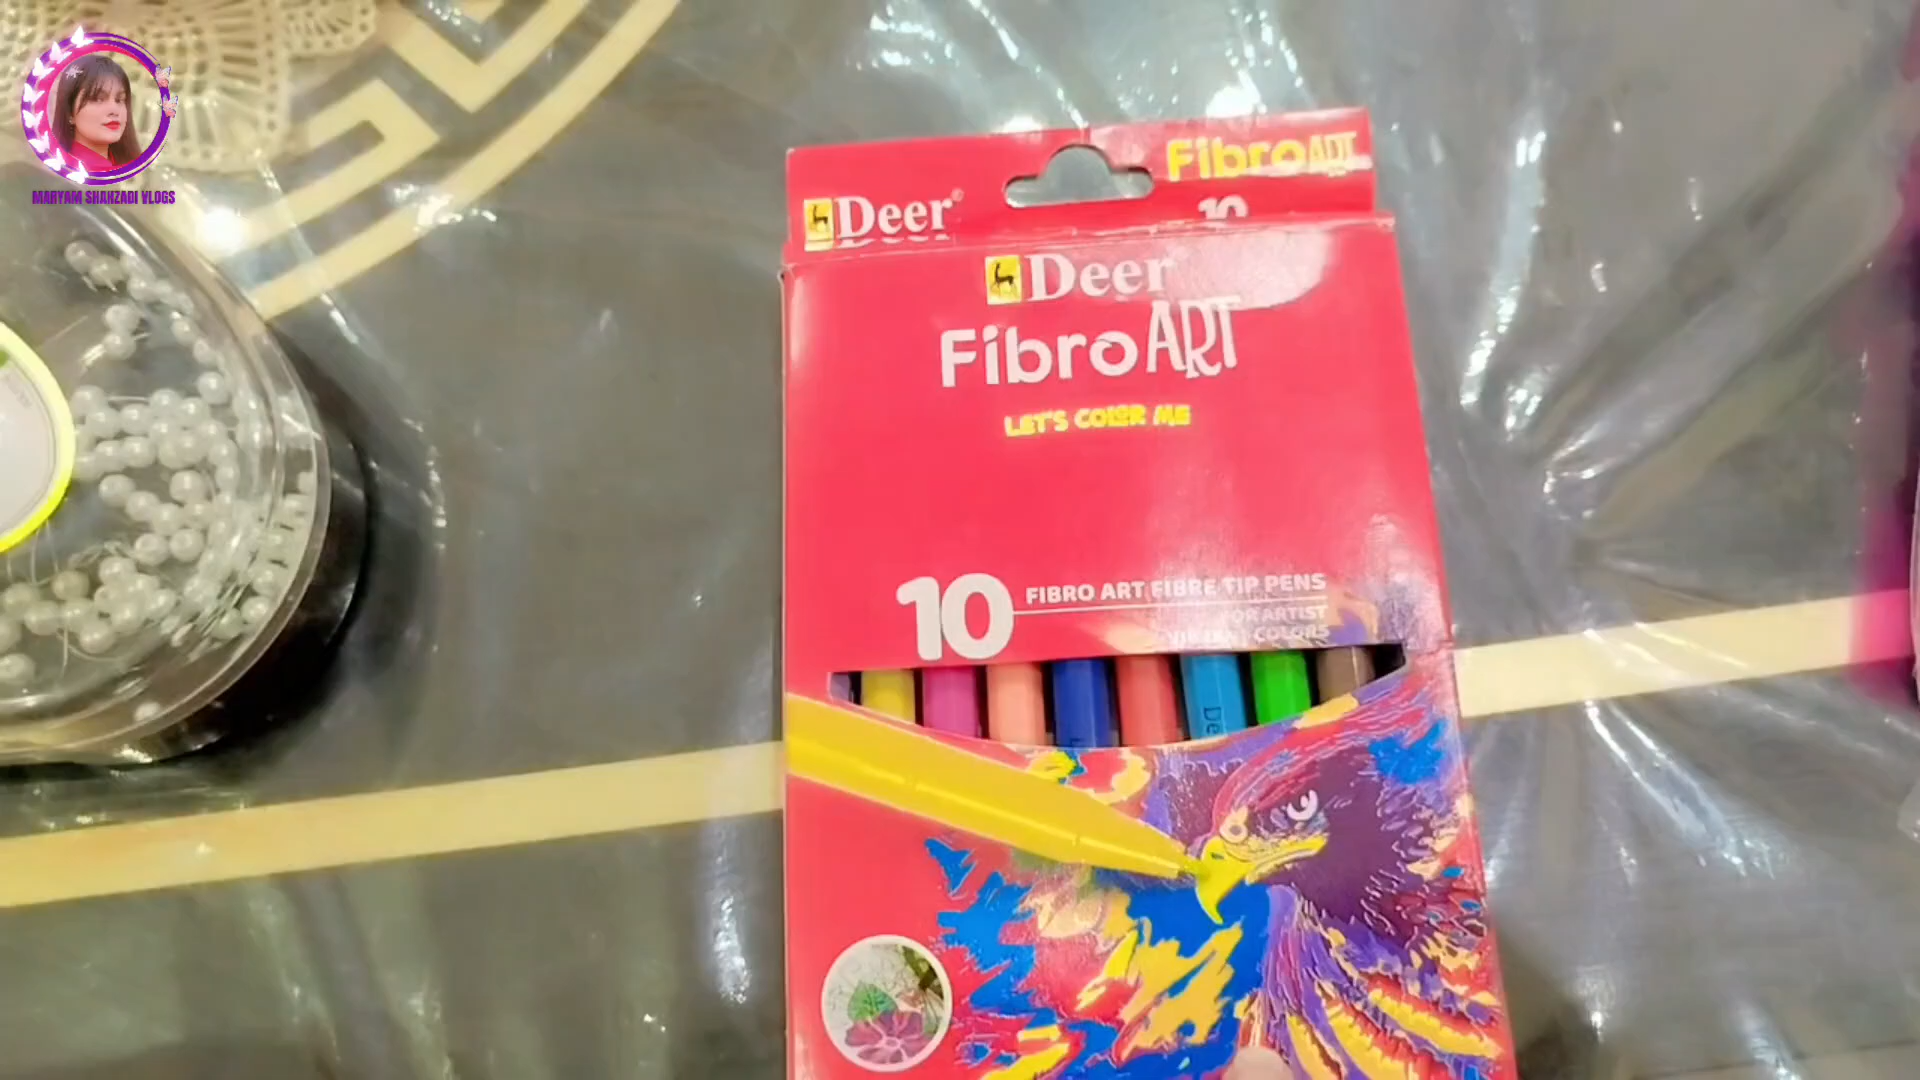 MARYAM SHAHZADI VLOGS
Deer
FibroART
10
Deer
FibroART
LET'S COLOR ME
10 FIBRO ART FIBRE TIP PENS
FOR ARTIST
COLORS
De